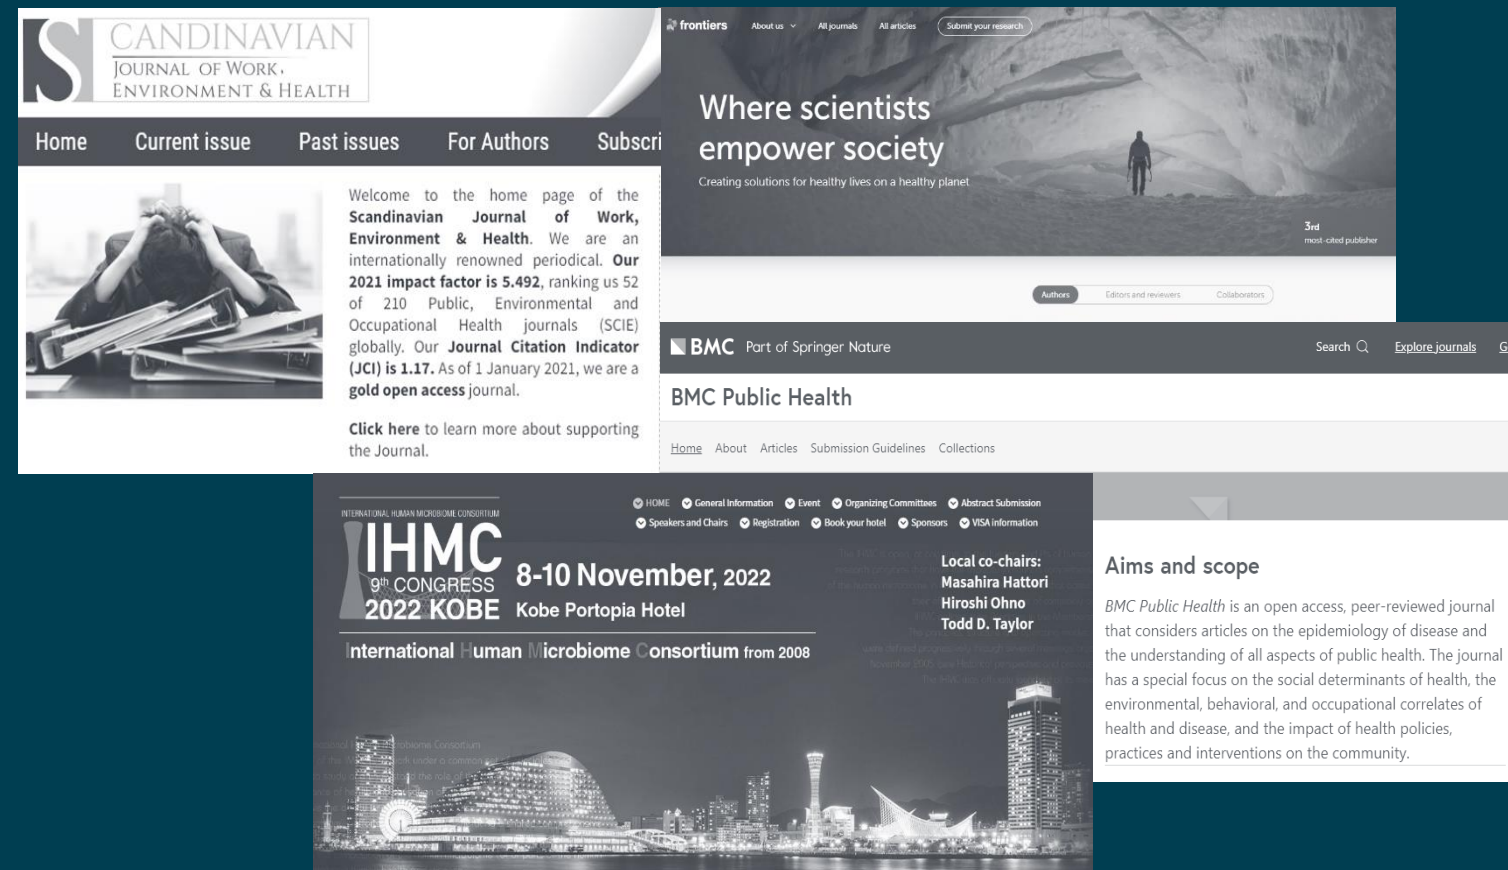 SCANDINAVIAN
JOURNAL OF WORK,
ENVIRONMENT & HEALTH
Home Current issue Past issues For Authors Subscri
Welcome to the home page of the
Scandinavian Journal of Work,
Environment & Health. We are an
internationally renowned periodical. Our
2021 impact factor is 5.492, ranking us 52
of 210 Public, Environmental and
Occupational Health journals (SCIE)
globally. Our Journal Citation Indicator
(JCI) is 1.17. As of 1 January 2021, we are a
gold open access journal.
Click here to learn more about supporting
the Journal.
frontiers About us All journals All articles Submit your research
Where scientists
empower society
Creating solutions for healthy lives on a healthy planet
3rd
most-cited publisher
Authors Editors and reviewers Collaborators
BMC Part of Springer Nature Search Explore journals G
BMC Public Health
Home About Articles Submission Guidelines Collections
INTERNATIONAL HUMAN MICROBIOME CONSORTIUM
IHMC
9th CONGRESS
2022 KOBE
HOME General Information Event Organizing Committees Abstract Submission
Speakers and Chairs Registration Book your hotel Sponsors VISA information
8-10 November, 2022
Kobe Portopia Hotel
Local co-chairs:
Masahira Hattori
Hiroshi Ohno
Todd D. Taylor
International Human Microbiome Consortium from 2008
Aims and scope
BMC Public Health is an open access, peer-reviewed journal
that considers articles on the epidemiology of disease and
the understanding of all aspects of public health. The journal
has a special focus on the social determinants of health, the
environmental, behavioral, and occupational correlates of
health and disease, and the impact of health policies,
practices and interventions on the community.